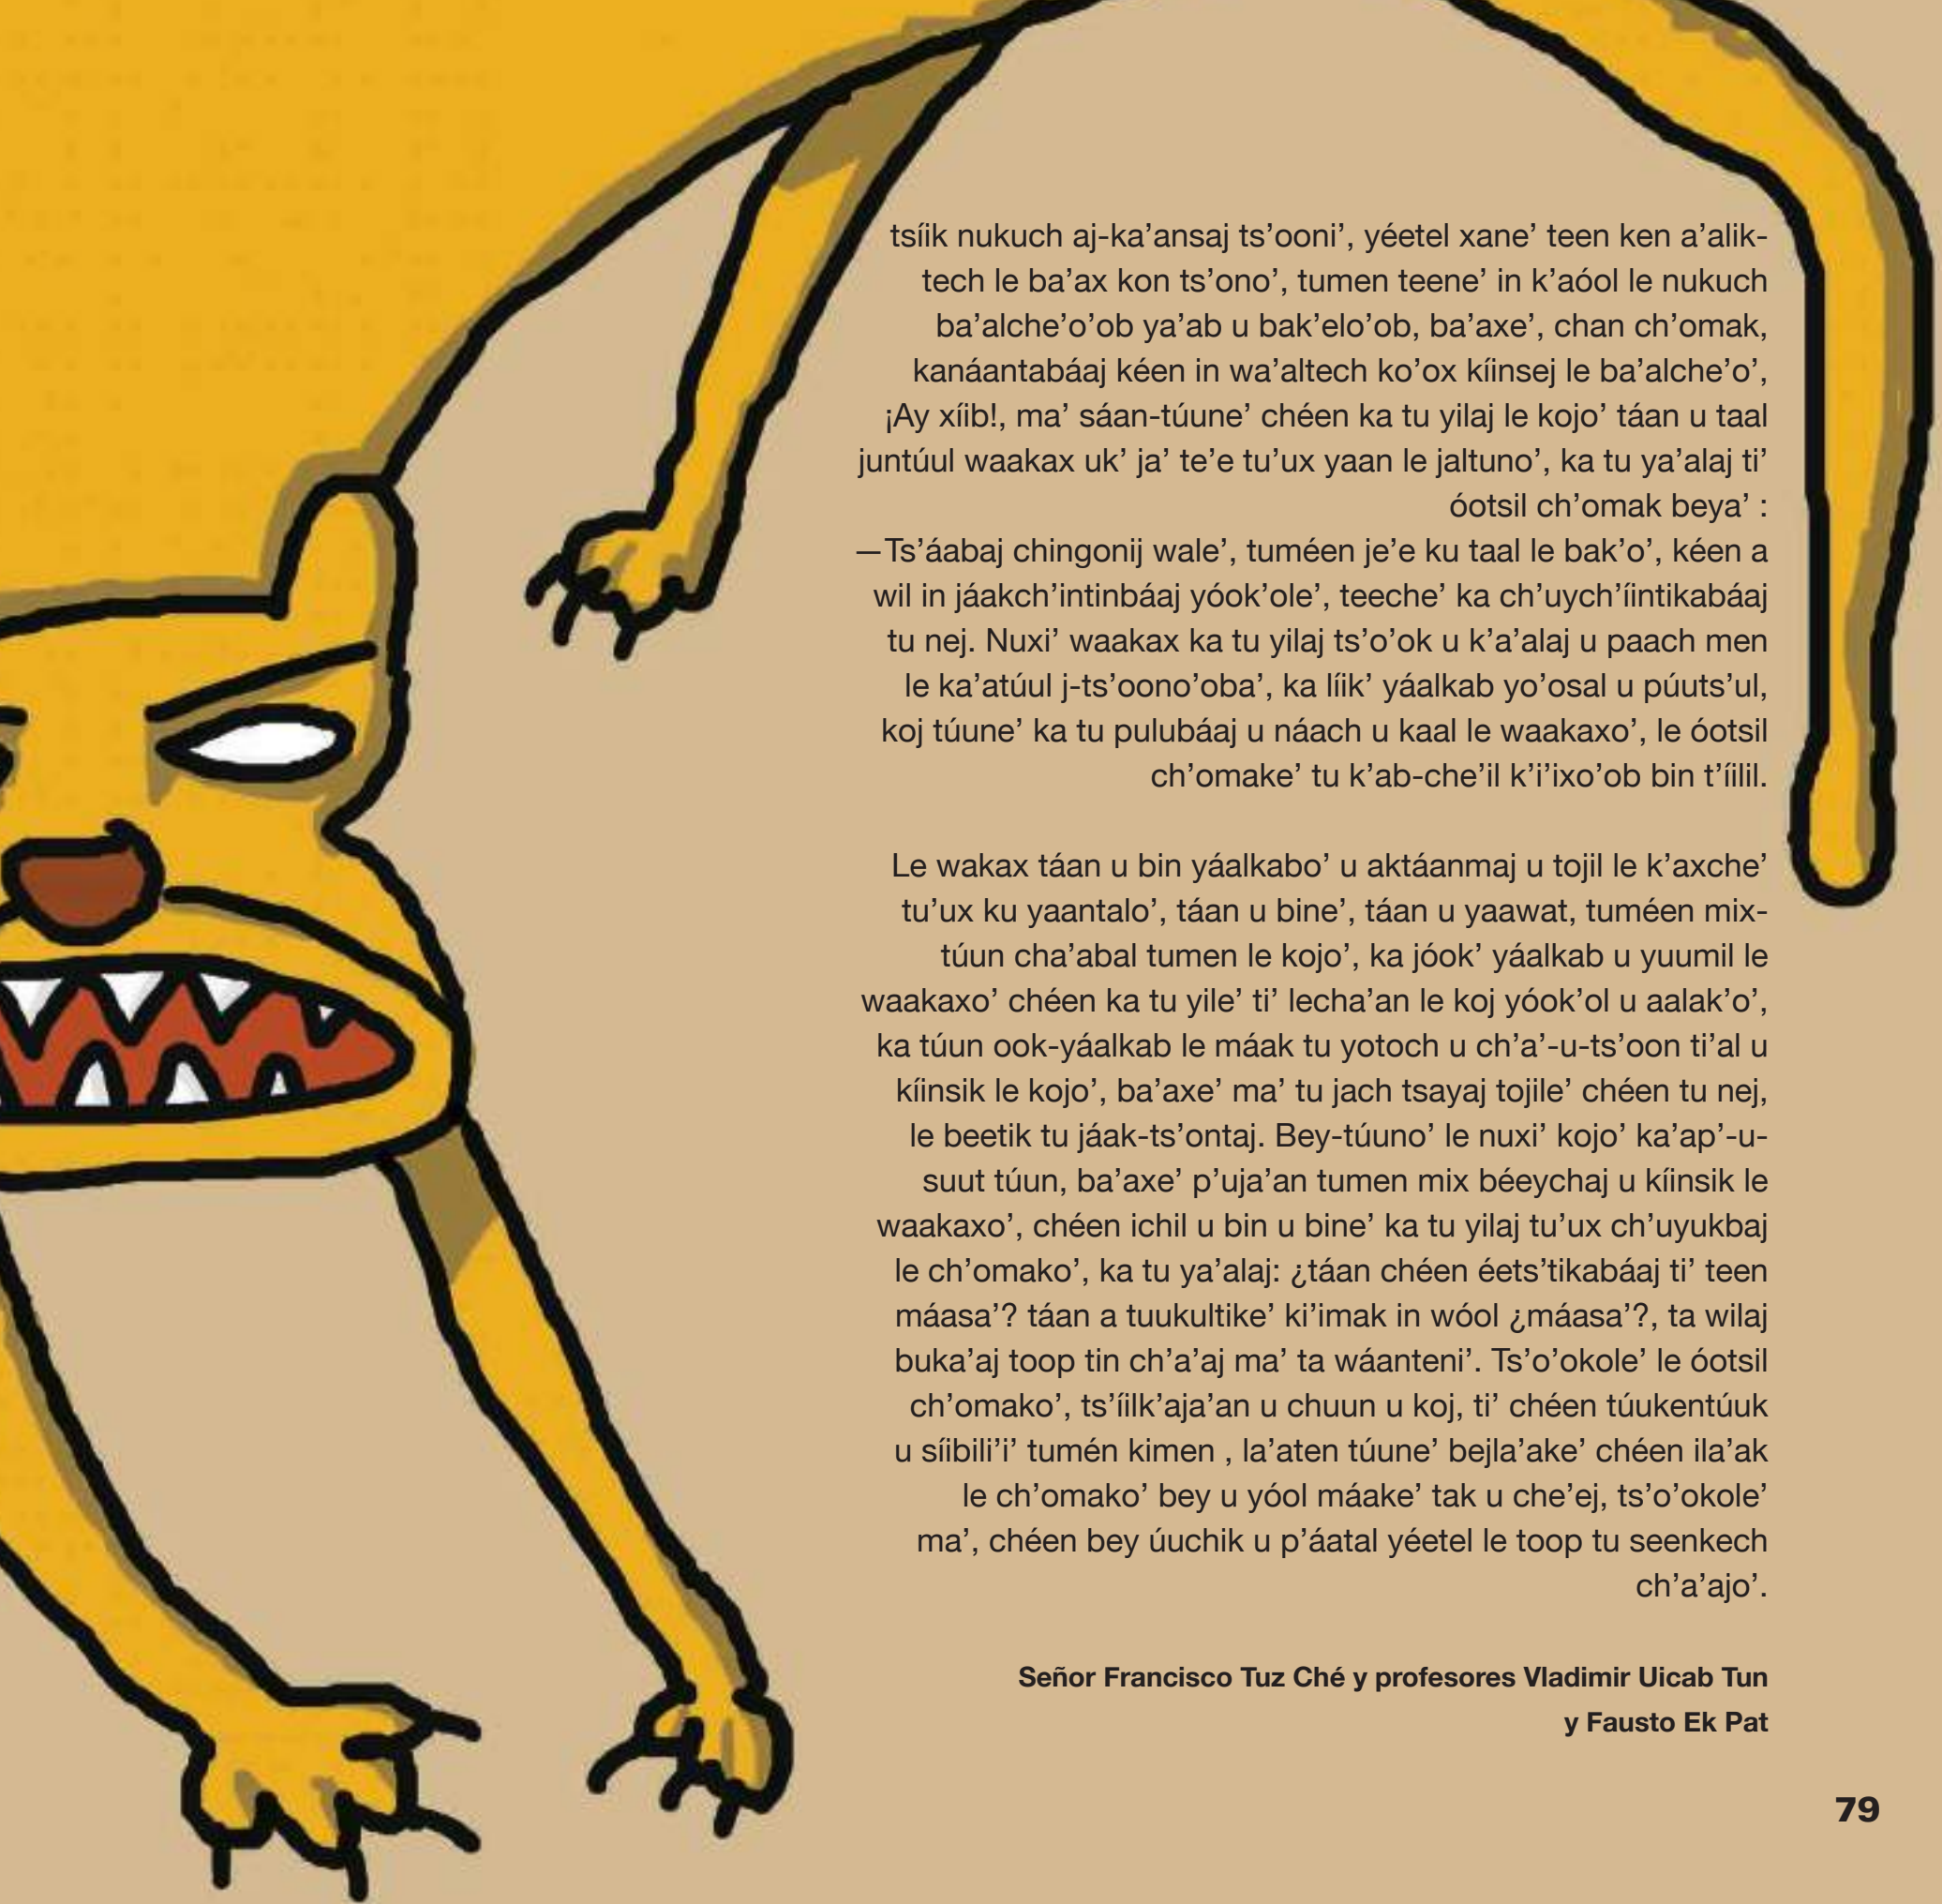 tsíik nukuch aj-ka’ansaj ts’ooni’, yéetel xane’ teen ken a’alik-
tech le ba’ax kon ts’ono’, tumen teene’ in k’aóol le nukuch
ba’alche’o’ob ya’ab u bak’elo’ob, ba’axe’, chan ch’omak,
kanáantabáaj kéen in wa’altech ko’ox kíinsej le ba’alche’o’,
¡Ay xíib!, ma’ sáan-túune’ chéen ka tu yilaj le kojo’ táan u taal
juntúul waakax uk’ ja’ te’e tu’ux yaan le jaltuno’, ka tu ya’alaj ti’
óotsil ch’omak beya’ :
—Ts’áabaj chingonij wale’, tuméen je’e ku taal le bak’o’, kéen a
wil in jáakch’intinbáaj yóok’ole’, teeche’ ka ch’uych’íintikabáaj
tu nej. Nuxi’ waakax ka tu yilaj ts’o’ok u k’a’alaj u paach men
le ka’atúul j-ts’oono’oba’, ka líik’ yáalkab yo’osal u púuts’ul,
koj túune’ ka tu pulubáaj u náach u kaal le waakaxo’, le óotsil
ch’omake’ tu k’ab-che’il k’i’ixo’ob bin t’íilil.

Le wakax táan u bin yáalkabo’ u aktáanmaj u tojil le k’axche’
tu’ux ku yaantalo’, táan u bine’, táan u yaawat, tuméen mix-
túun cha’abal tumen le kojo’, ka jóok’ yáalkab u yuumil le
waakaxo’ chéen ka tu yile’ ti’ lecha’an le koj yóok’ol u aalak’o’,
ka túun ook-yáalkab le máak tu yotoch u ch’a’-u-ts’oon ti’al u
kíinsik le kojo’, ba’axe’ ma’ tu jach tsayaj tojile’ chéen tu nej,
le beetik tu jáak-ts’ontaj. Bey-túuno’ le nuxi’ kojo’ ka’ap’-u-
suut túun, ba’axe’ p’uja’an tumen mix béeychaj u kíinsik le
waakaxo’, chéen ichil u bin u bine’ ka tu yilaj tu’ux ch’uyukbaj
le ch’omako’, ka tu ya’alaj: ¿táan chéen éets’tikabáaj ti’ teen
máasa’? táan a tuukultike’ ki’imak in wóol ¿máasa’?, ta wilaj
buka’aj toop tin ch’a’aj ma’ ta wáanteni’. Ts’o’okole’ le óotsil
ch’omako’, ts’íilk’aja’an u chuun u koj, ti’ chéen túukentúuk
u síibili’i’ tumén kimen , la’aten túune’ bejla’ake’ chéen ila’ak
le ch’omako’ bey u yóol máake’ tak u che’ej, ts’o’okole’
ma’, chéen bey úuchik u p’áatal yéetel le toop tu seenkech
ch’a’ajo’.

Señor Francisco Tuz Ché y profesores Vladimir Uicab Tun
y Fausto Ek Pat

79